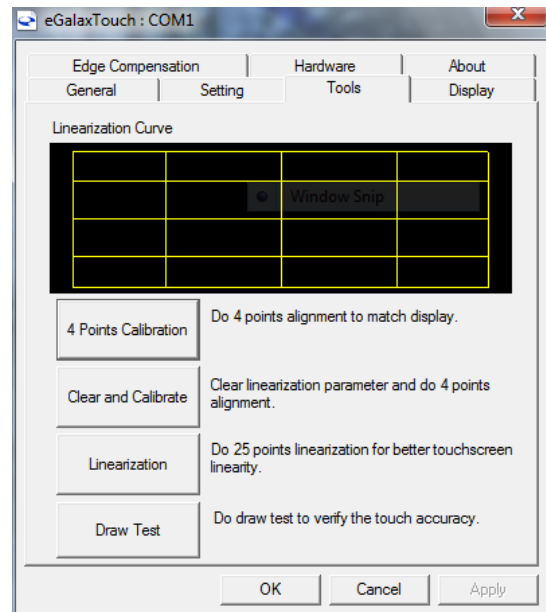 eGalaxTouch : COM1
Edge Compensation
Hardware
About
General
Setting
Tools
Display
Linearization Curve
Window Snip
4 Points Calibration
Do 4 points alignment to match display.
Clear and Calibrate
Clear linearization parameter and do 4 points
alignment.
Linearization
Do 25 points linearization for better touchscreen
linearity.
Draw Test
Do draw test to verify the touch accuracy.
OK
Cancel
Apply